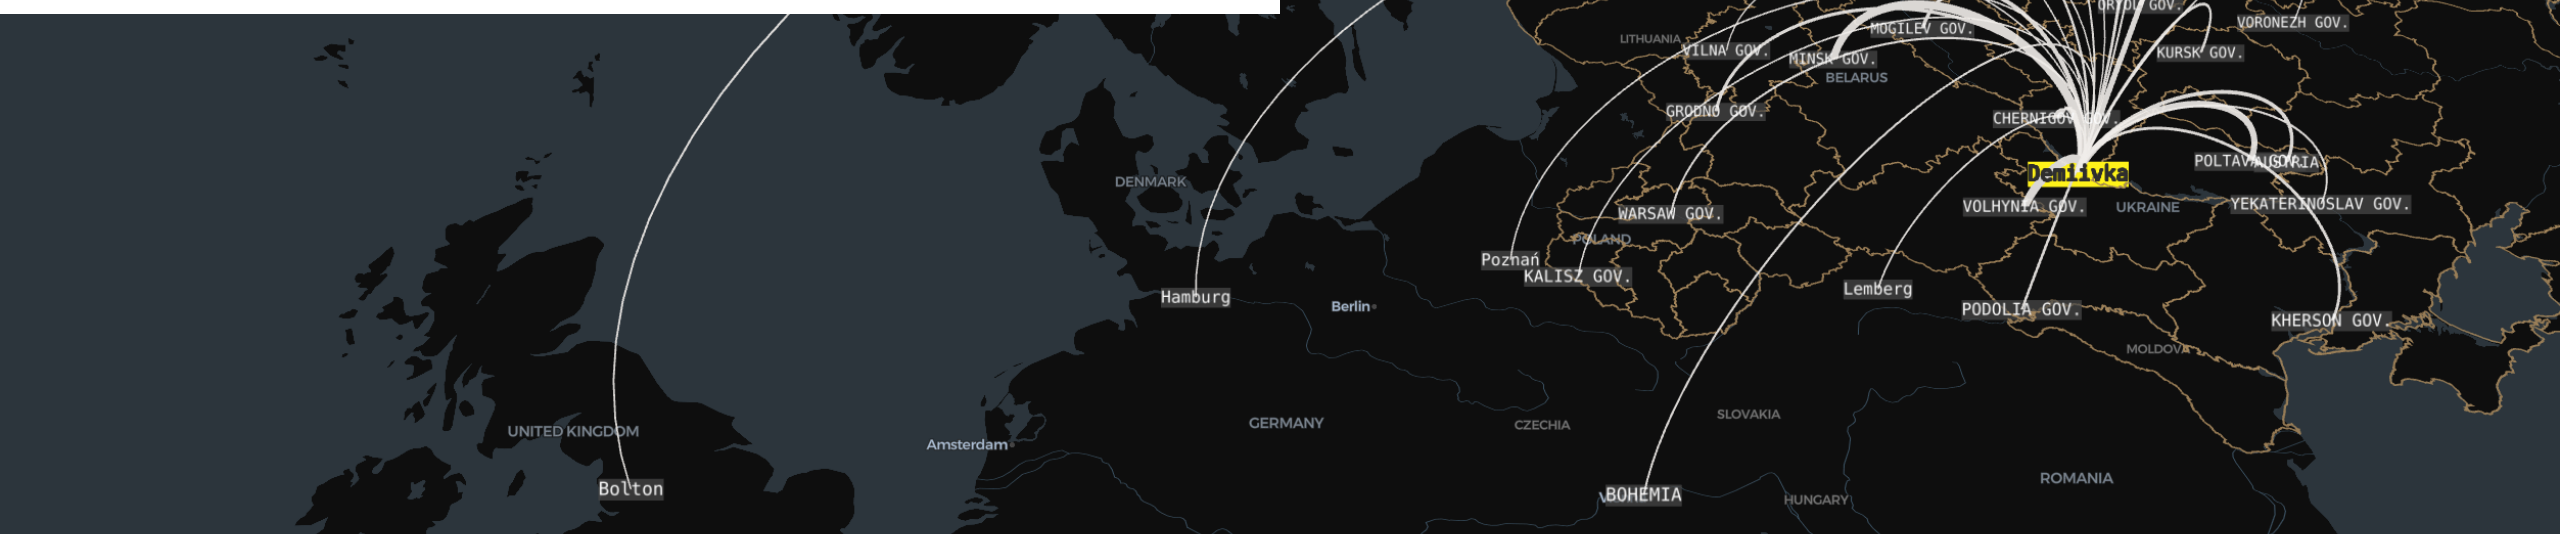 ORYOL GOV.
VORONEZH GOV.
MOGILEV GOV.
LITHUANIA
VILNA GOV.
KURSK GOV.
MINSK GOV.
BELARUS
GRODNO GOV.
CHERNIGOV GOV.
POLTAVA GOV.
AUSTRIA
Demiivka
DENMARK
VOLHYNIA GOV.
UKRAINE
YEKATERINOSLAV GOV.
WARSAW GOV.
POLAND
Poznań
KALISZ GOV.
Lemberg
Hamburg
Berlin
PODOLIA GOV.
KHERSON GOV.
MOLDOVA
SLOVAKIA
GERMANY
CZECHIA
UNITED KINGDOM
Amsterdam
ROMANIA
Bolton
BOHEMIA
HUNGARY